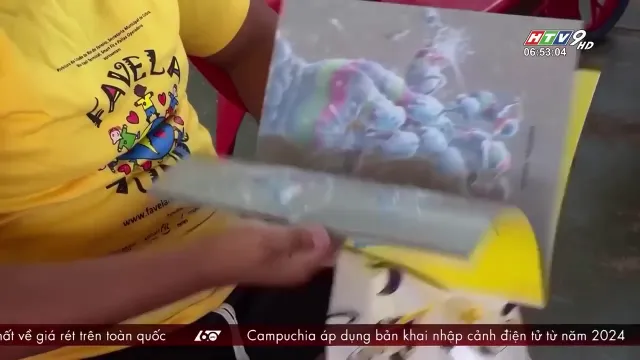 HTV9 HD
06:53:04
FAVELA
www.favela
hất về giá rét trên toàn quốc
Campuchia áp dụng bản khai nhập cảnh điện tử từ năm 2024